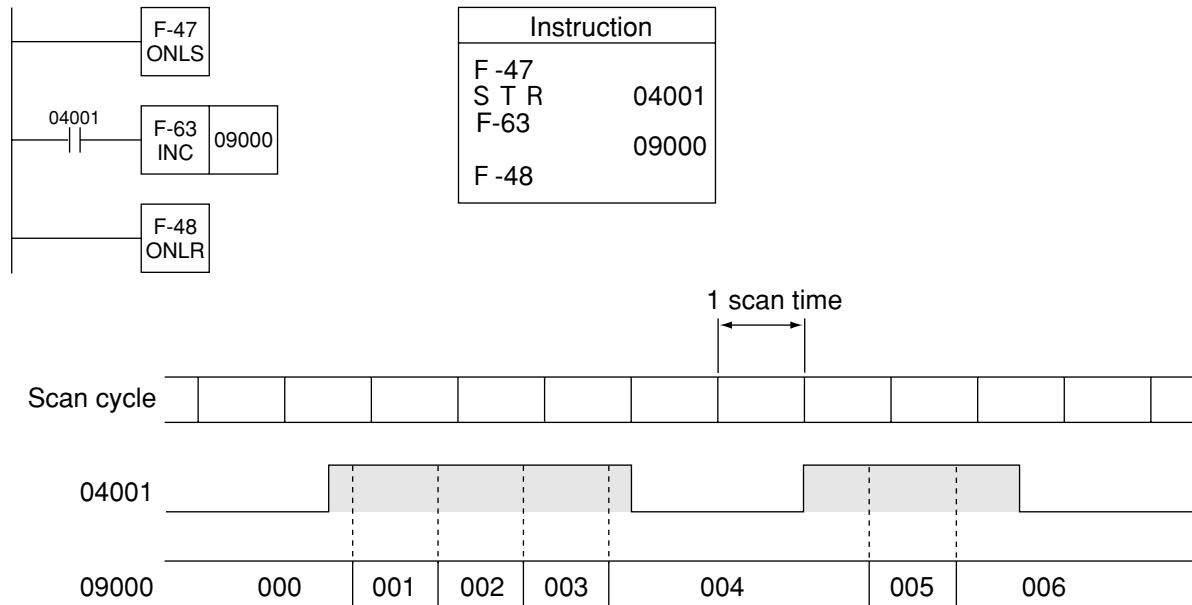 F-47
ONLS
04001
F-63
INC
09000
F-48
ONLR
Instruction
F -47
S T R 04001
F-63
09000
F -48
1 scan time
Scan cycle
04001
09000 000 001 002 003 004 005 006